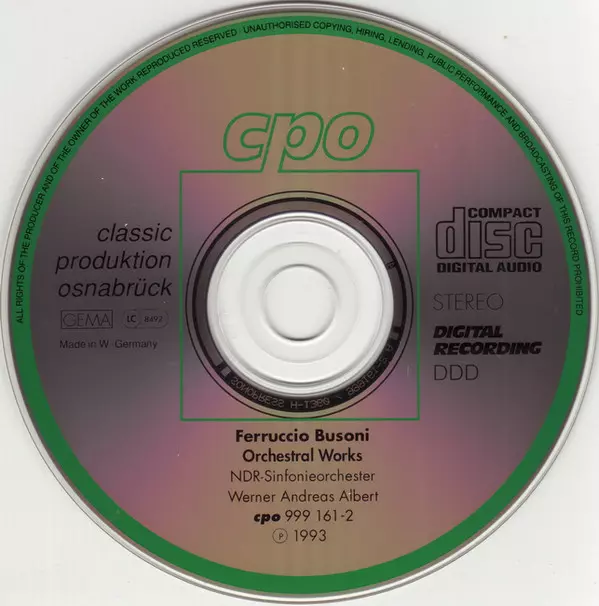 ALL RIGHTS OF THE PRODUCER AND OF THE OWNER OF THE WORK REPRODUCED RESERVED · UNAUTHORISED COPYING, HIRING, LENDING, PUBLIC PERFORMANCE AND BROADCASTING OF THIS RECORD PROHIBITED
cpo
classic
produktion
osnabrück
GEMA LC 8492
Made in W. Germany
COMPACT
disc
DIGITAL AUDIO
STEREO
DIGITAL
RECORDING
DDD
Ferruccio Busoni
Orchestral Works
NDR-Sinfonieorchester
Werner Andreas Albert
cpo 999 161-2
Ⓟ 1993